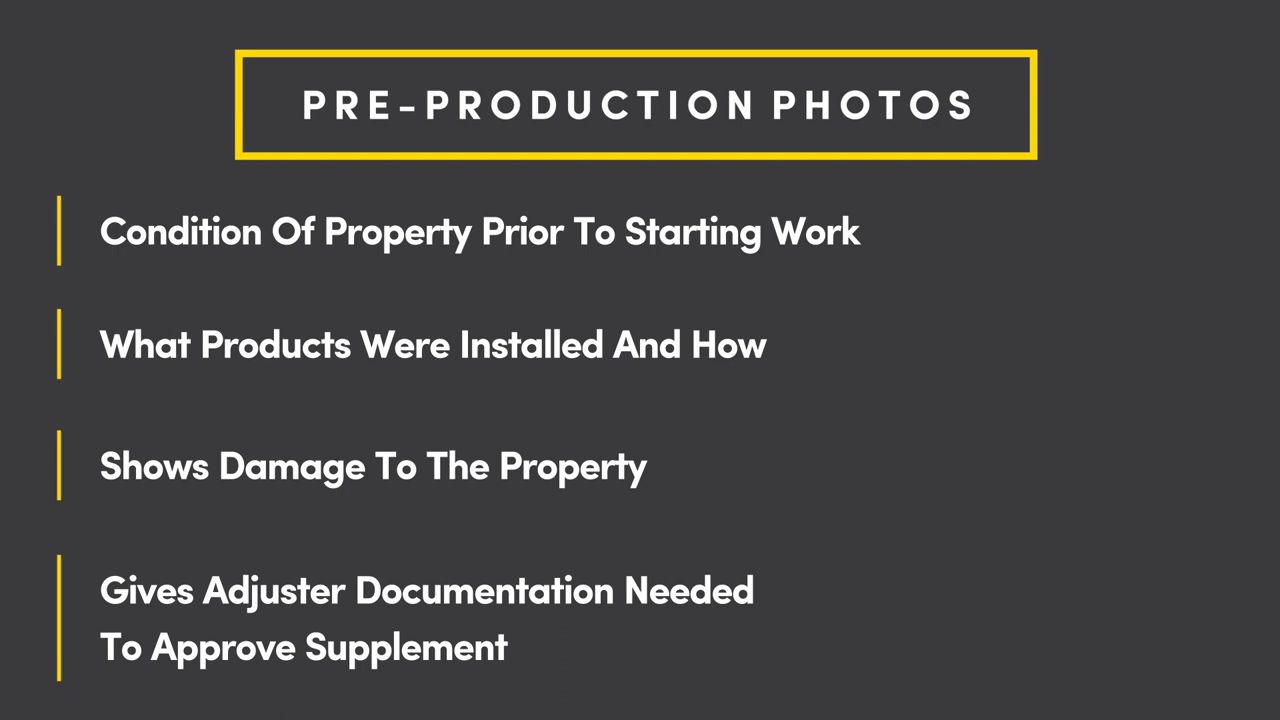 PRE-PRODUCTION PHOTOS
Condition Of Property Prior To Starting Work
What Products Were Installed And How
Shows Damage To The Property
Gives Adjuster Documentation Needed
To Approve Supplement